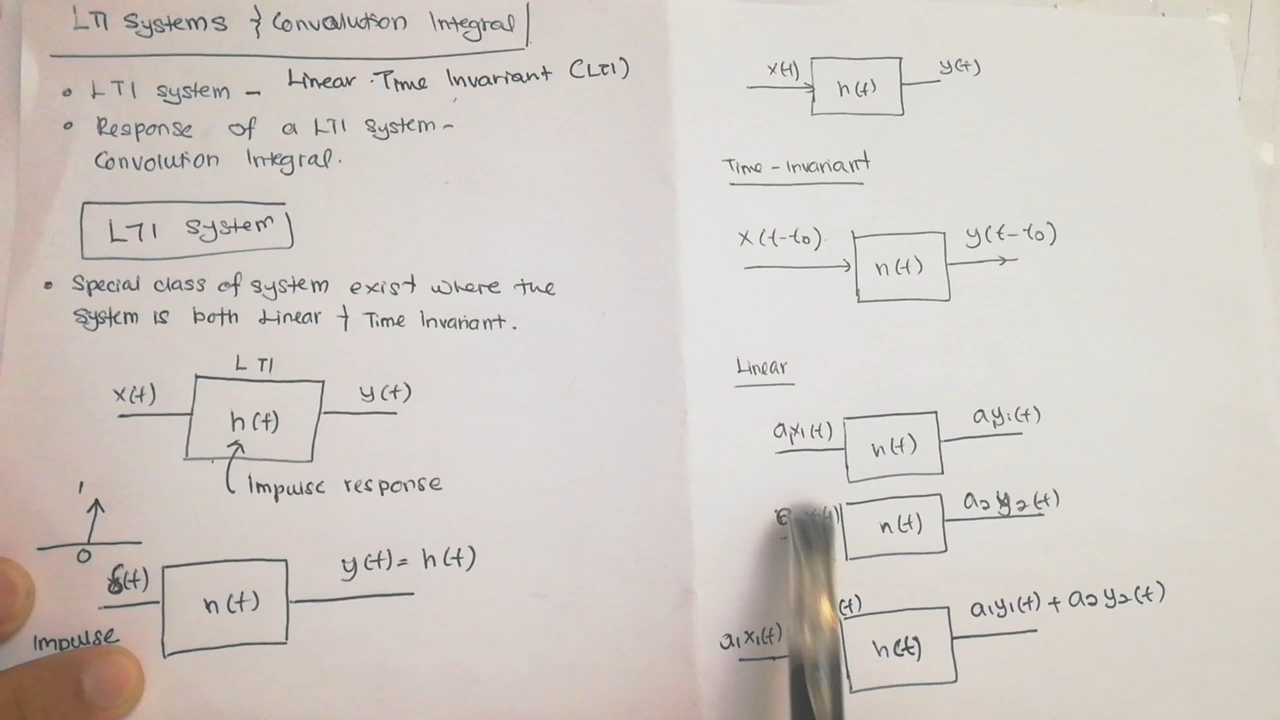 LTI Systems & Convolution Integral
• LTI system - Linear Time Invariant (LTI)
• Response of a LTI system -
Convolution Integral.
LTI System
• Special class of system exist where the
system is both Linear & Time Invariant.
LTI
x(t)
h(t)
y(t)
Impulse response
1
0
δ(t)
h(t)
y(t) = h(t)
Impulse
x(t)
h(t)
y(t)
Time-Invariant
x(t-t0)
h(t)
y(t-t0)
Linear
a1x1(t)
h(t)
ay1(t)
h(t)
a2y2(t)
a1x1(t)
(t)
h(t)
a1y1(t) + a2y2(t)